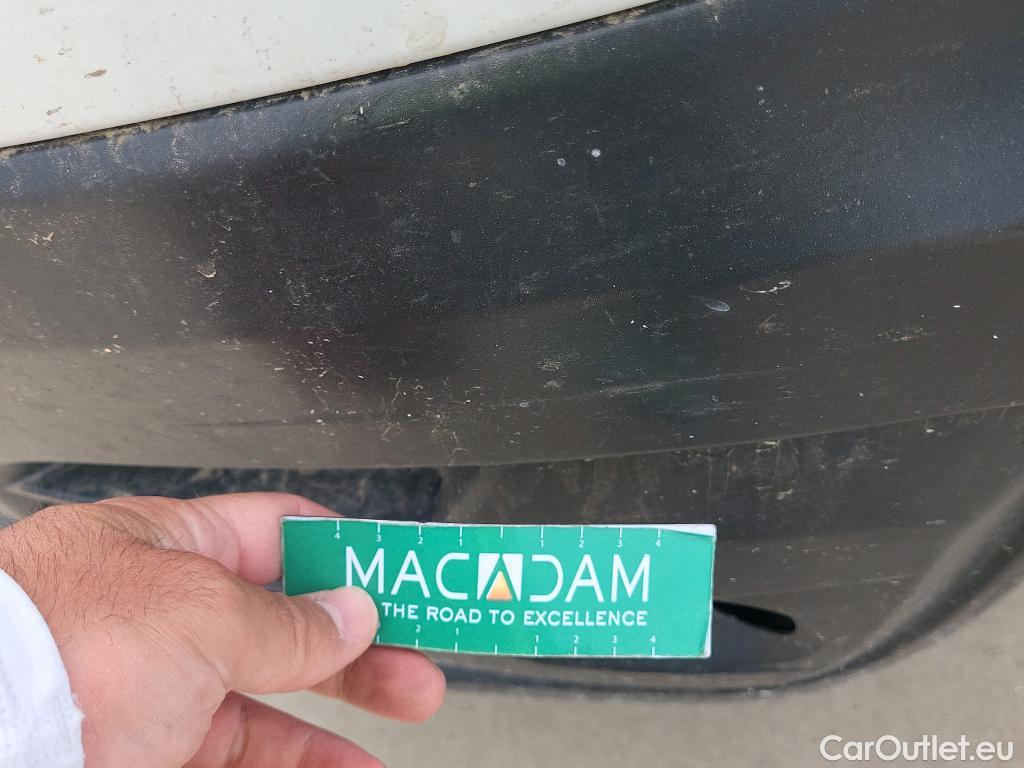 4 3 2 1 1 2 3 4
MACADAM
THE ROAD TO EXCELLENCE
2 1 1 2 3 4
CarOutlet.eu